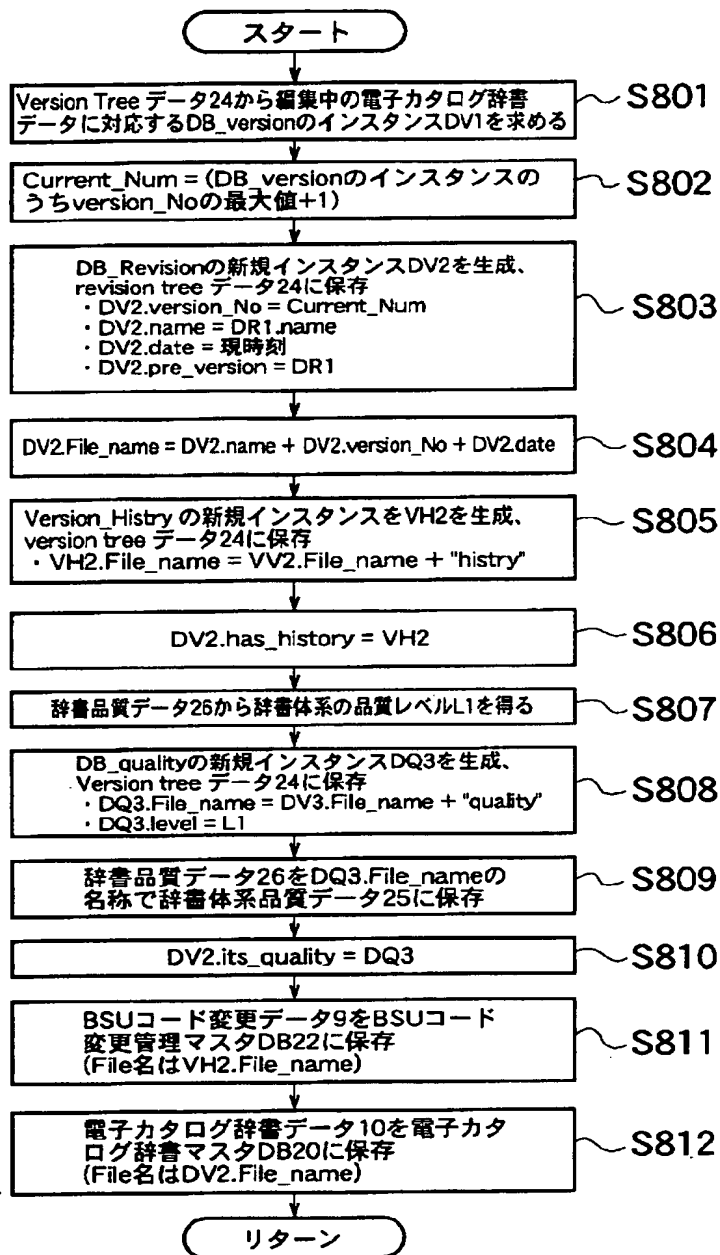 スタート
Version Tree データ24から編集中の電子カタログ辞書
データに対応するDB_versionのインスタンスDV1を求める
S801
Current_Num = (DB_versionのインスタンスの
うちversion_Noの最大値+1)
S802
DB_Revisionの新規インスタンスDV2を生成、
revision tree データ24に保存
・DV2.version_No = Current_Num
・DV2.name = DR1.name
・DV2.date = 現時刻
・DV2.pre_version = DR1
S803
DV2.File_name = DV2.name + DV2.version_No + DV2.date
S804
Version_Histry の新規インスタンスをVH2を生成、
version tree データ24に保存
・VH2.File_name = VV2.File_name + "histry"
S805
DV2.has_history = VH2
S806
辞書品質データ26から辞書体系の品質レベルL1を得る
S807
DB_qualityの新規インスタンスDQ3を生成、
Version tree データ24に保存
・DQ3.File_name = DV3.File_name + "quality"
・DQ3.level = L1
S808
辞書品質データ26をDQ3.File_nameの
名称で辞書体系品質データ25に保存
S809
DV2.its_quality = DQ3
S810
BSUコード変更データ9をBSUコード
変更管理マスタDB22に保存
(File名はVH2.File_name)
S811
電子カタログ辞書データ10を電子カタ
ログ辞書マスタDB20に保存
(File名はDV2.File_name)
S812
リターン